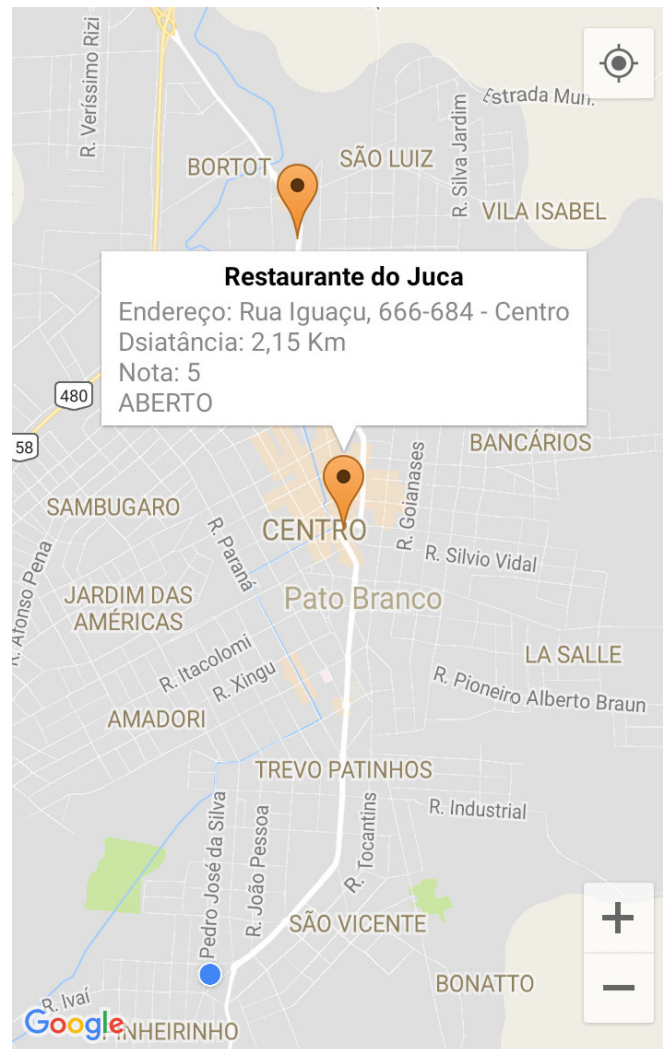 R. Veríssimo Rizi
Estrada Mun.
BORTOT
SÃO LUIZ
R. Silva Jardim
VILA ISABEL
Restaurante do Juca
Endereço: Rua Iguaçu, 666-684 - Centro
Dsiatância: 2,15 Km
Nota: 5
ABERTO
480
58
BANCÁRIOS
SAMBUGARO
R. Goianases
R. Paraná
CENTRO
R. Silvio Vidal
R. Afonso Pena
JARDIM DAS
AMÉRICAS
Pato Branco
R. Itacolomi
R. Xingu
LA SALLE
R. Pioneiro Alberto Braun
AMADORI
TREVO PATINHOS
R. Industrial
Pedro José da Silva
R. João Pessoa
R. Tocantins
SÃO VICENTE
BONATTO
R. Ivaí
Google
NHEIRINHO
+
−